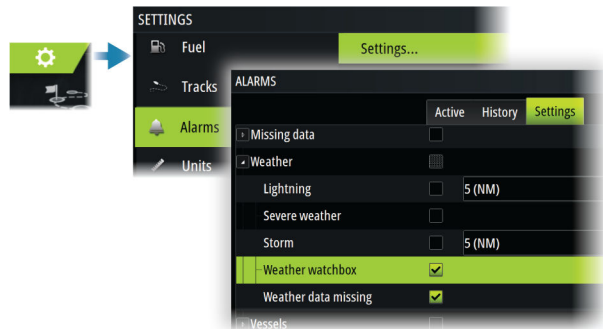 SETTINGS
Fuel
Settings...
Tracks
Alarms
Units
ALARMS
Active History Settings
Missing data
Weather
Lightning 5 (NM)
Severe weather
Storm 5 (NM)
Weather watchbox
Weather data missing
Vessels